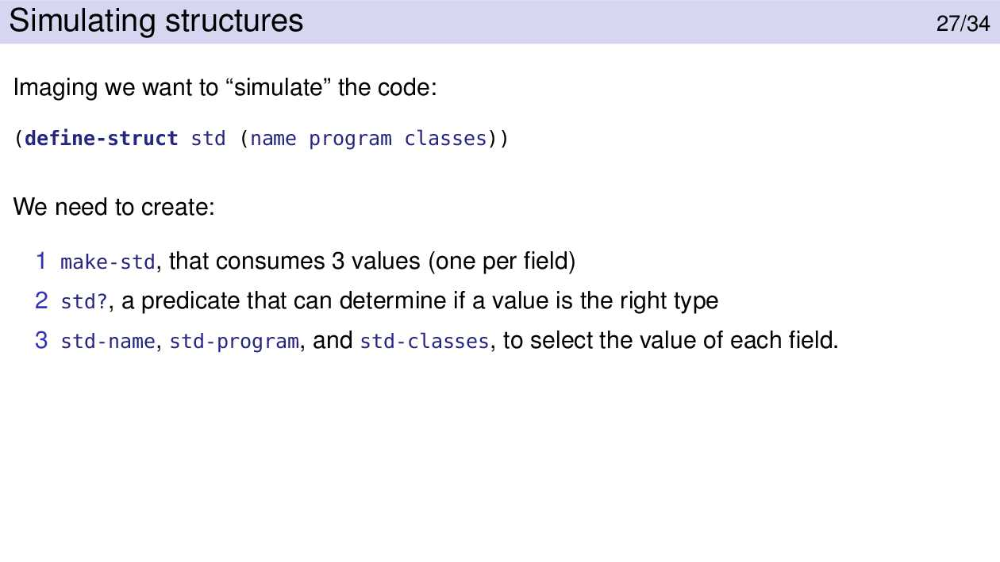 Simulating structures 27/34
Imaging we want to “simulate” the code:
(define-struct std (name program classes))
We need to create:
1 make-std, that consumes 3 values (one per field)
2 std?, a predicate that can determine if a value is the right type
3 std-name, std-program, and std-classes, to select the value of each field.